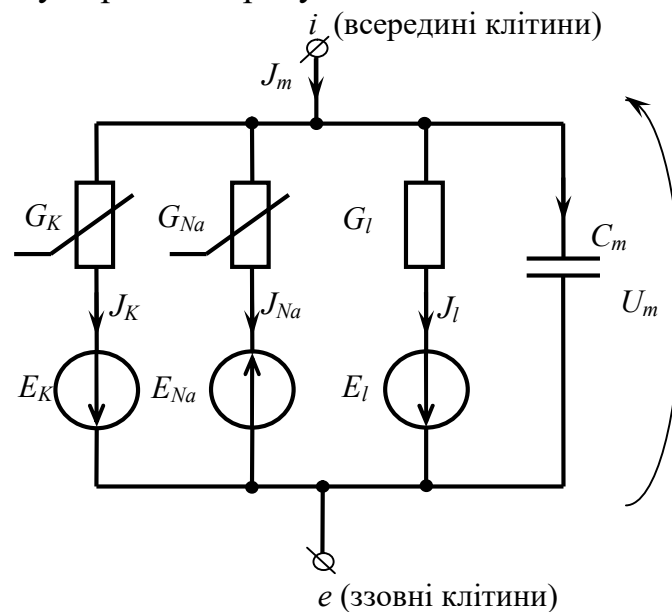 i (всередині клітини)
J_m
G_K
G_Na
G_l
C_m
J_K
J_Na
J_l
U_m
E_K
E_Na
E_l
e (ззовні клітини)